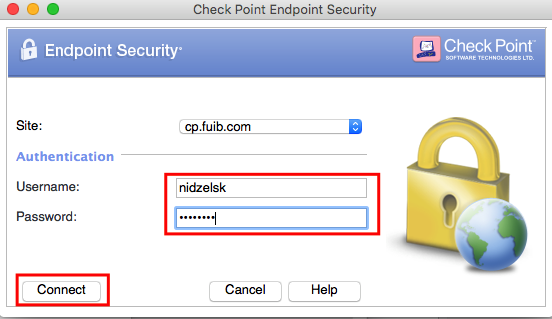 Check Point Endpoint Security
Endpoint Security
Check Point
SOFTWARE TECHNOLOGIES LTD.
Site: cp.fuib.com
Authentication
Username: nidzelsk
Password: ••••••••
Connect Cancel Help